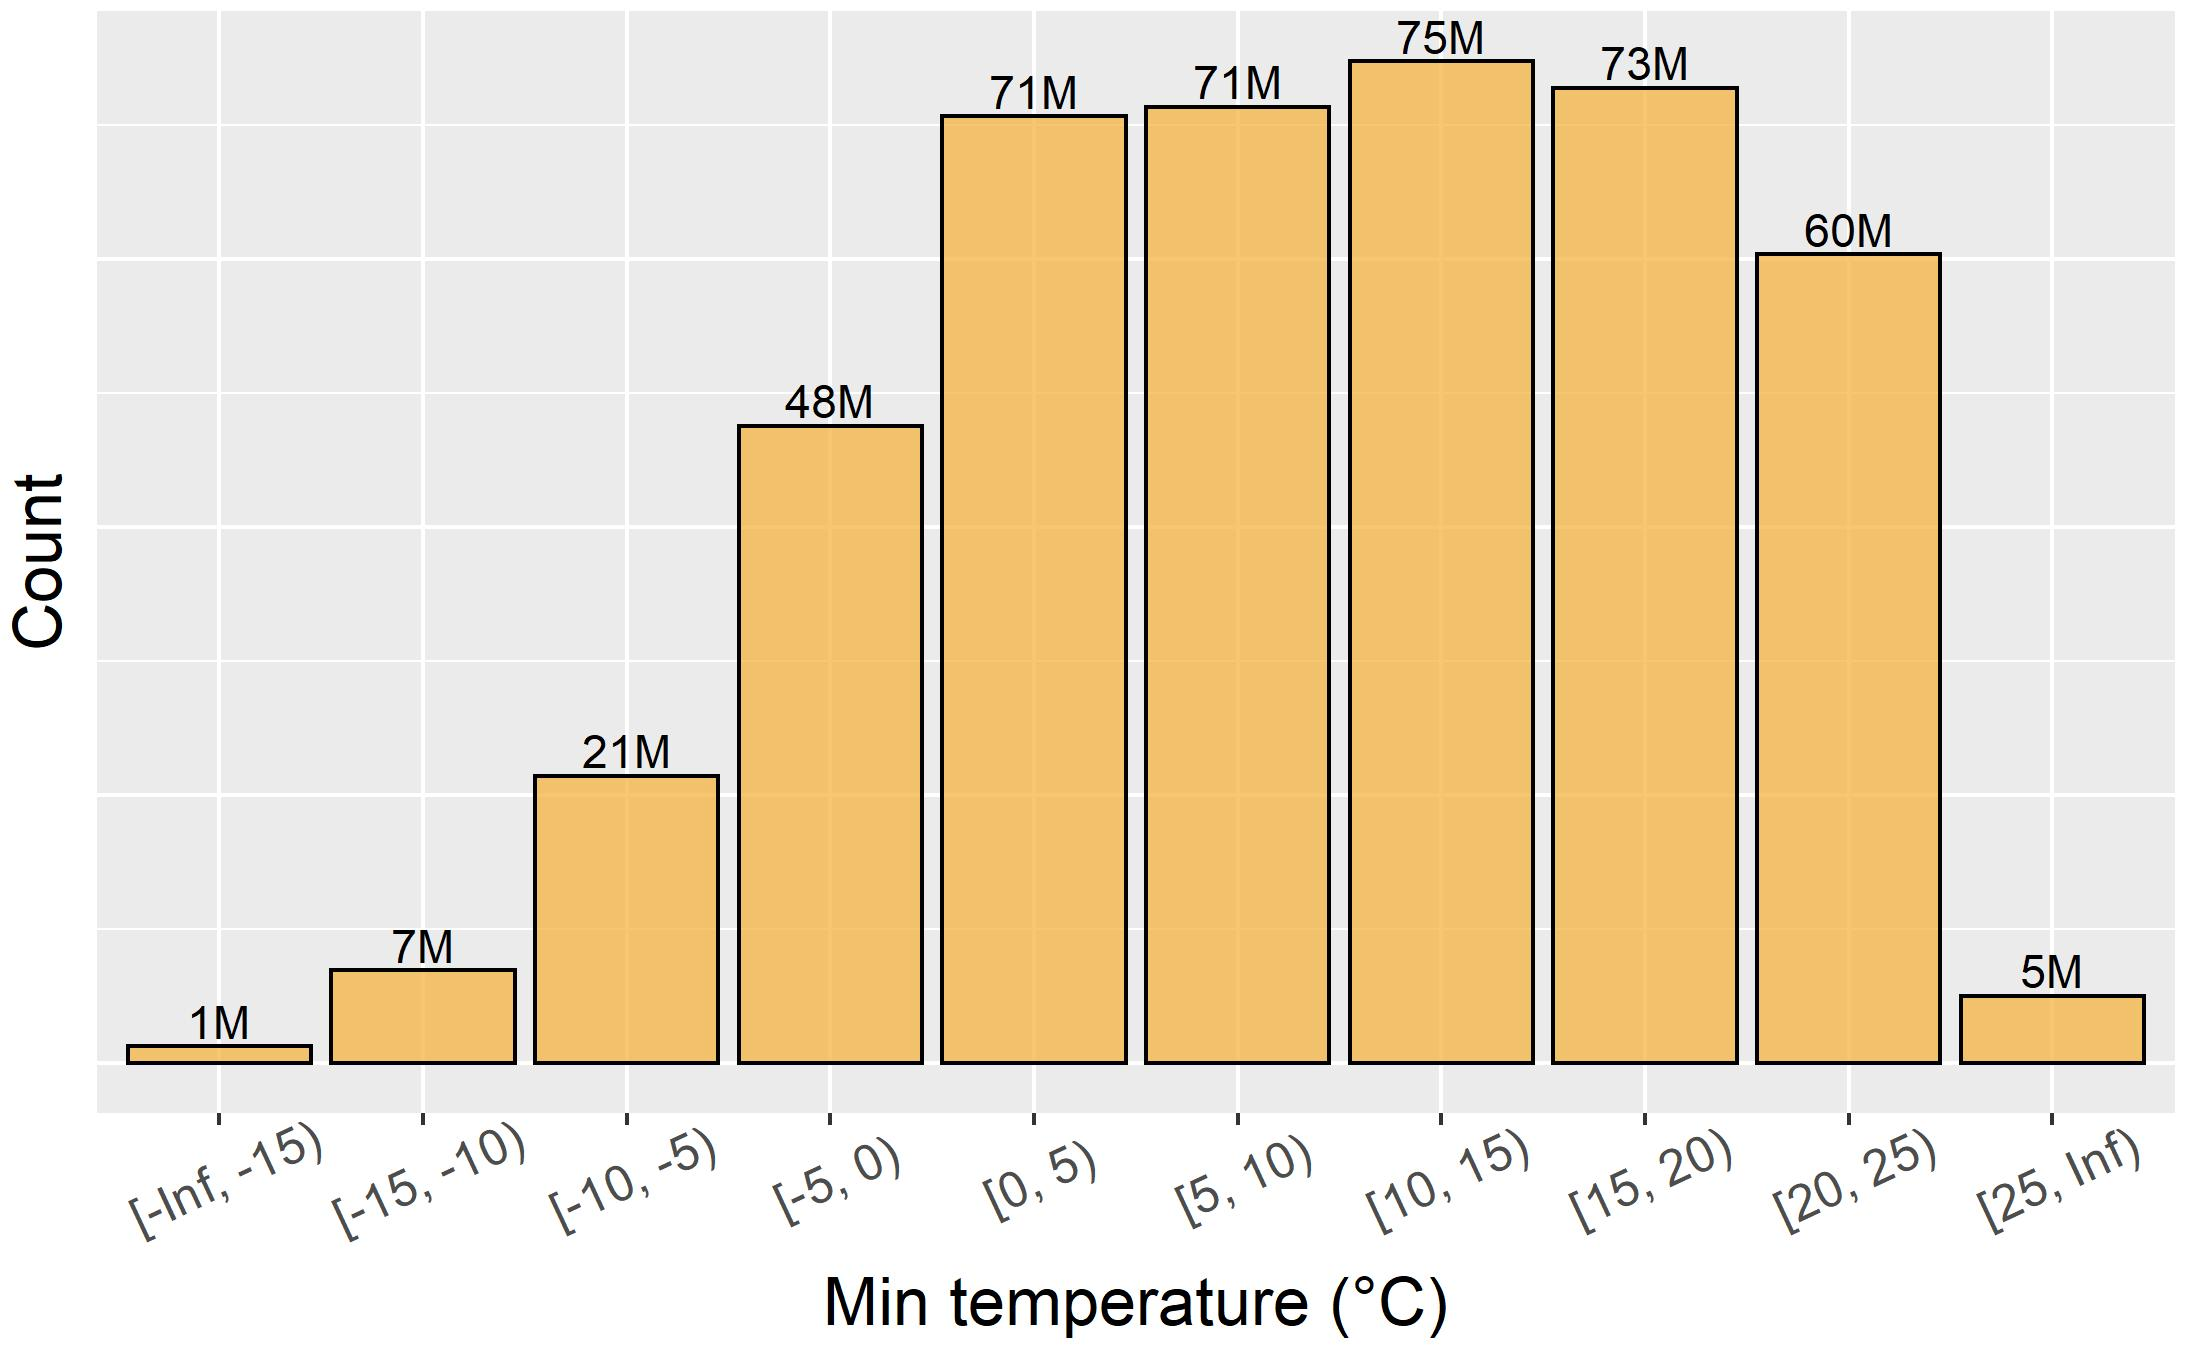 75M
73M
71M
71M
60M
48M
21M
7M
5M
1M
Count
[-Inf, -15)
[-15, -10)
[-10, -5)
[-5, 0)
[0, 5)
[5, 10)
[10, 15)
[15, 20)
[20, 25)
[25, Inf)
Min temperature (°C)